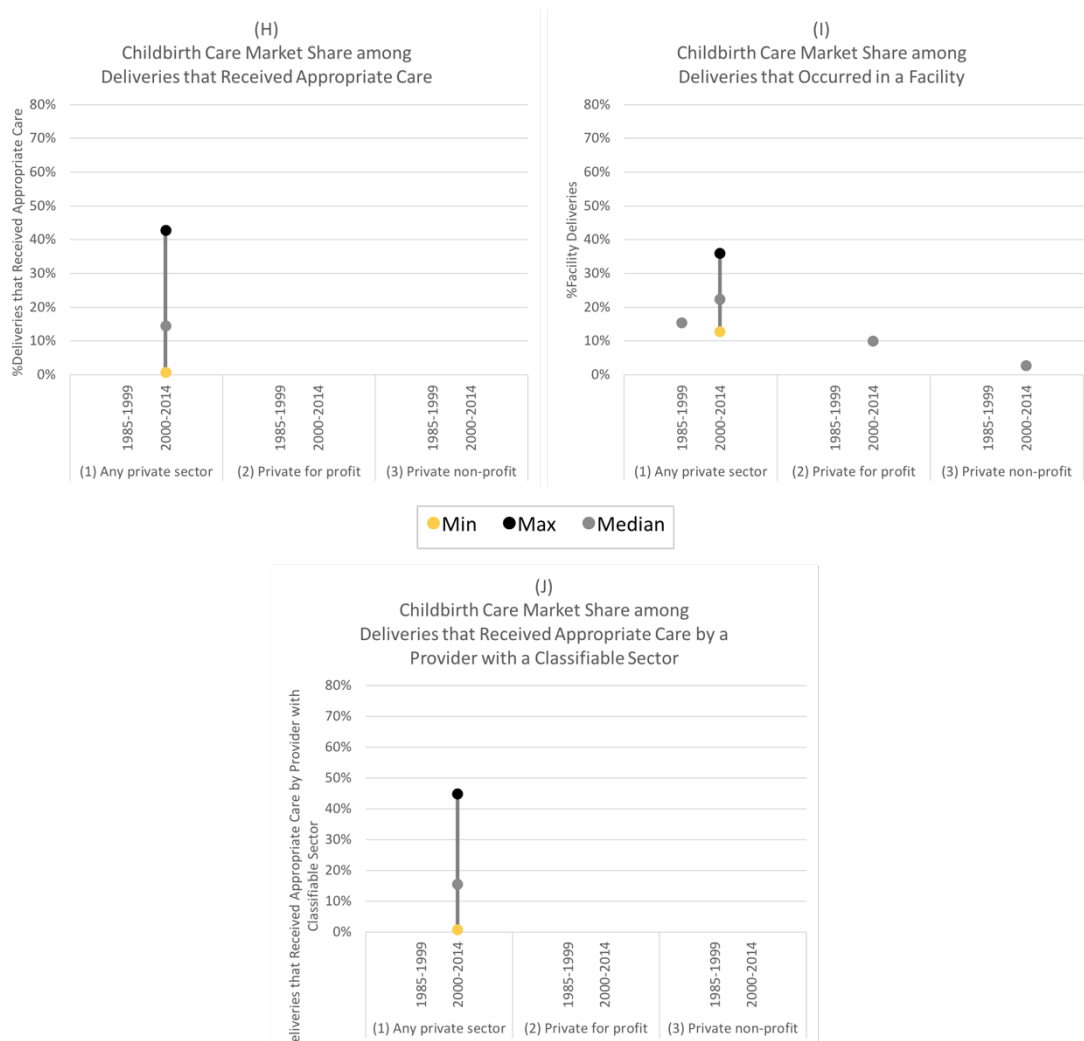 (H)
Childbirth Care Market Share among
Deliveries that Received Appropriate Care
%Deliveries that Received Appropriate Care
80%
70%
60%
50%
40%
30%
20%
10%
0%
1985-1999
2000-2014
1985-1999
2000-2014
1985-1999
2000-2014
(1) Any private sector
(2) Private for profit
(3) Private non-profit
(I)
Childbirth Care Market Share among
Deliveries that Occurred in a Facility
%Facility Deliveries
80%
70%
60%
50%
40%
30%
20%
10%
0%
1985-1999
2000-2014
1985-1999
2000-2014
1985-1999
2000-2014
(1) Any private sector
(2) Private for profit
(3) Private non-profit
Min Max Median
(J)
Childbirth Care Market Share among
Deliveries that Received Appropriate Care by a
Provider with a Classifiable Sector
eliveries that Received Appropriate Care by Provider with
Classifiable Sector
80%
70%
60%
50%
40%
30%
20%
10%
0%
1985-1999
2000-2014
1985-1999
2000-2014
1985-1999
2000-2014
(1) Any private sector
(2) Private for profit
(3) Private non-profit